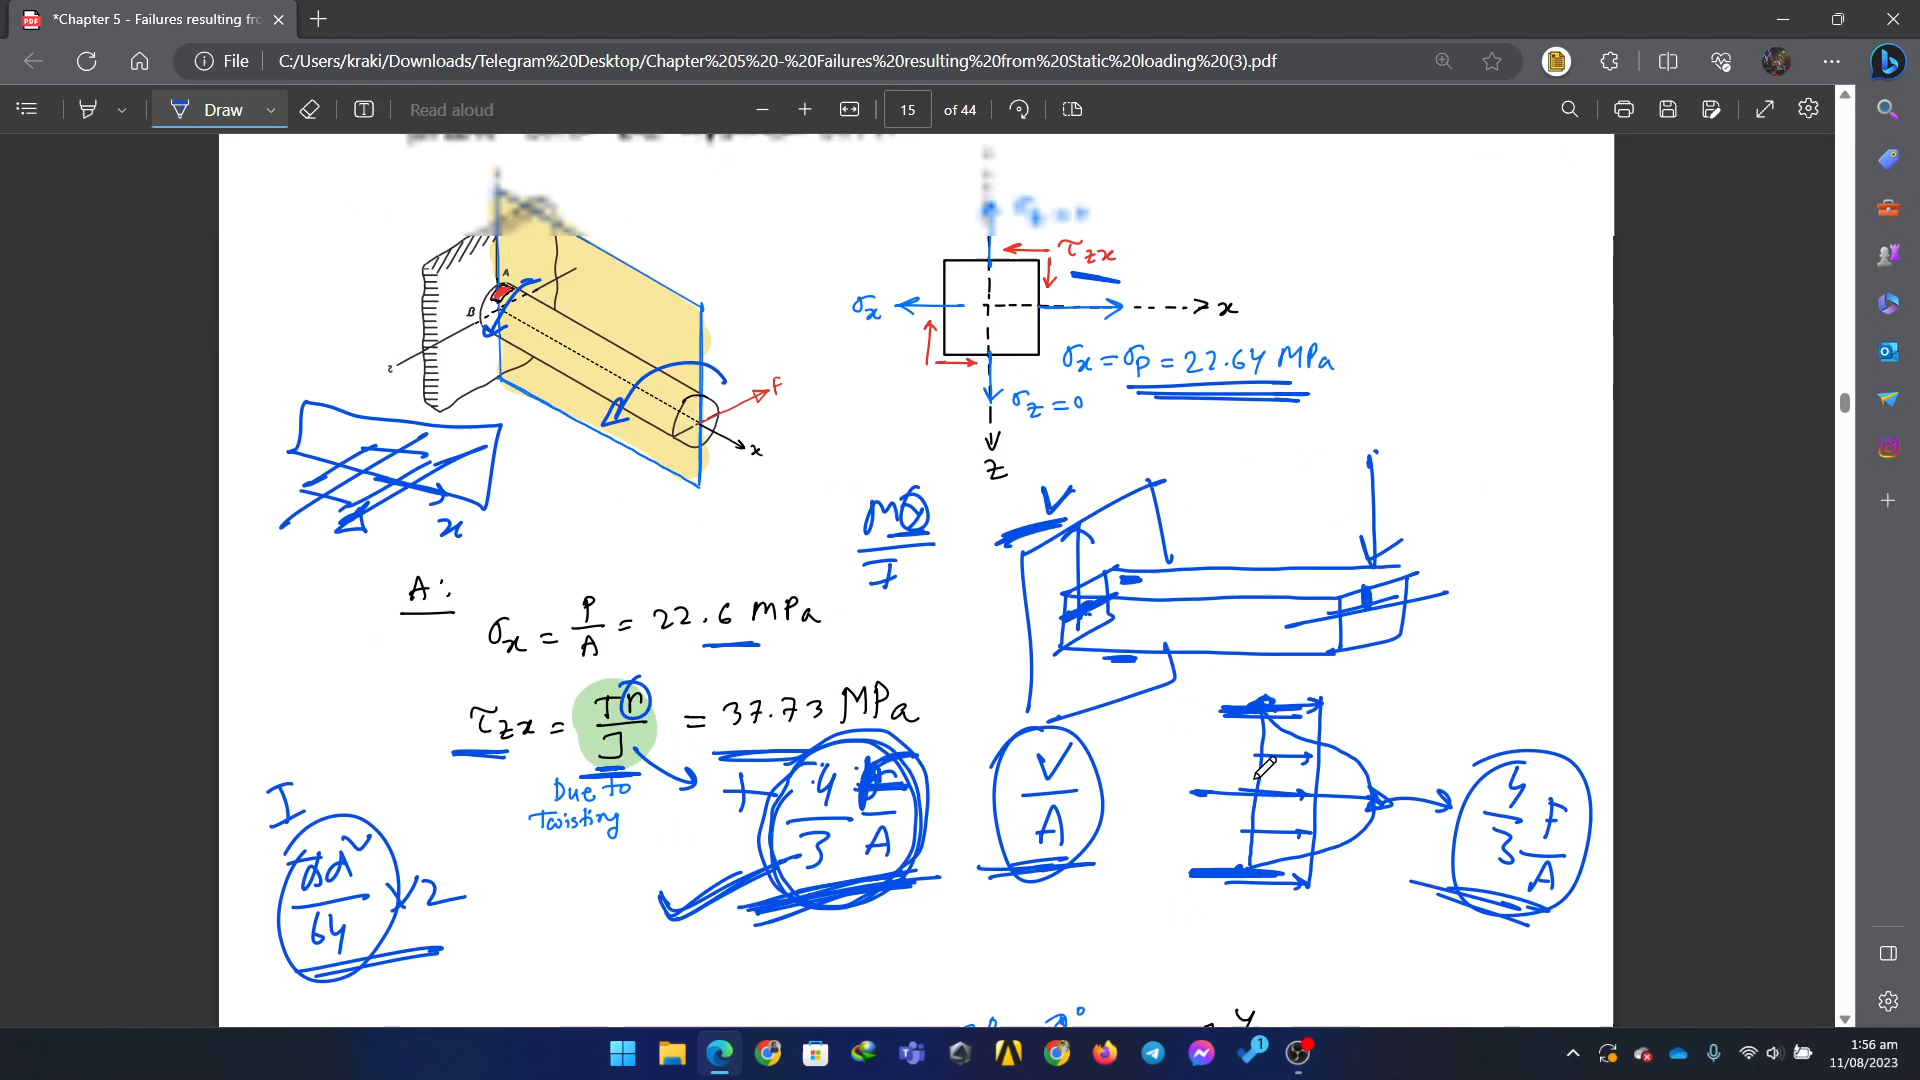 *Chapter 5 - Failures resulting fro
File
C:/Users/kraki/Downloads/Telegram%20Desktop/Chapter%205%20-%20Failures%20resulting%20from%20Static%20loading%20(3).pdf
Draw
Read aloud
15 of 44
A
B
F
x
z
τzx
σx
x
σx = σp = 22.64 MPa
σz = 0
z
x
My
I
V
A :
σx = P/A = 22.6 MPa
τzx = Tr/J = 37.73 MPa
Due to
Twisting
+
4
3
A
V
A
4 F
3 A
I
64
x 2
1
1:56 am
11/08/2023